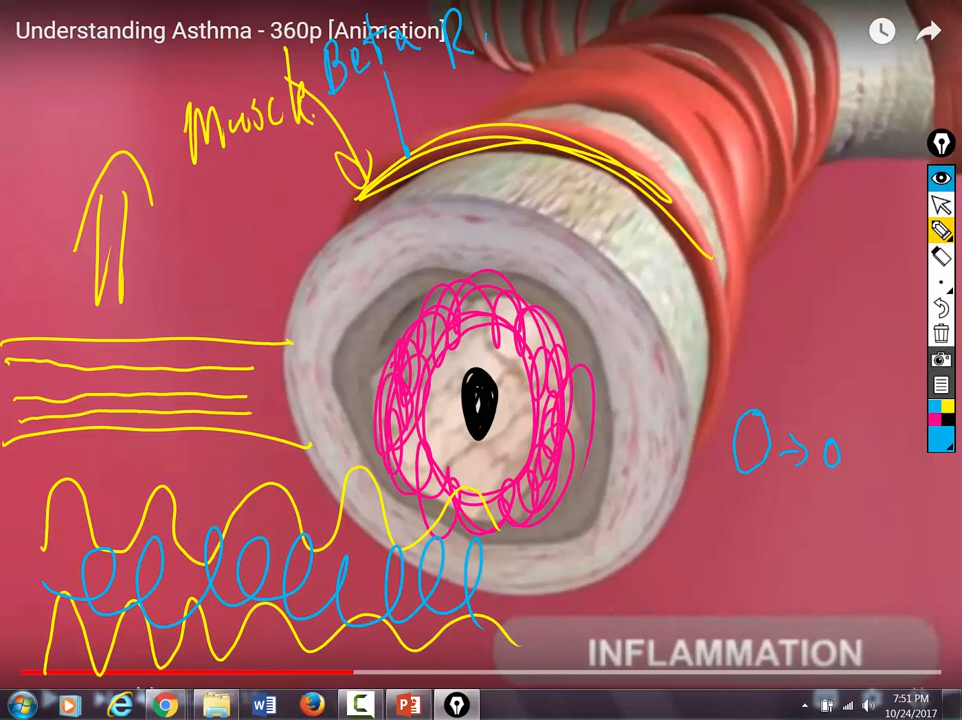 Understanding Asthma - 360p [Animation]
Beta R.
Muscle
INFLAMMATION
7:51 PM
10/24/2017